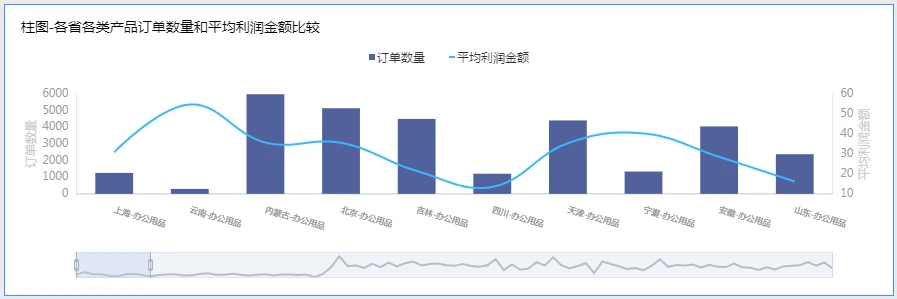 柱图-各省各类产品订单数量和平均利润金额比较
订单数量 平均利润金额
订单数量
6000
5000
4000
3000
2000
1000
0
60
50
40
30
20
10
平均利润金额
上海-办公用品
云南-办公用品
内蒙古-办公用品
北京-办公用品
吉林-办公用品
四川-办公用品
天津-办公用品
宁夏-办公用品
安徽-办公用品
山东-办公用品